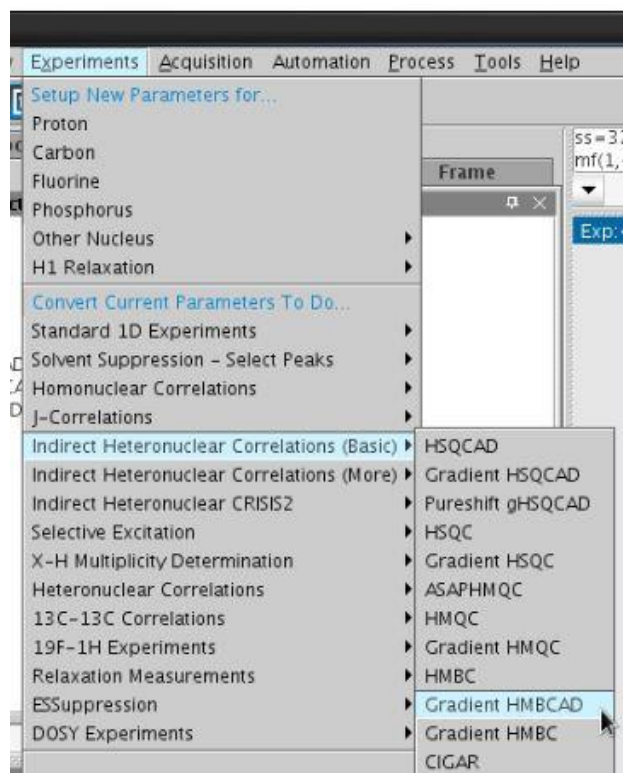 Experiments Acquisition Automation Process Tools Help
Setup New Parameters for...
Proton
Carbon
Fluorine
Phosphorus
Other Nucleus
H1 Relaxation
Convert Current Parameters To Do...
Standard 1D Experiments
Solvent Suppression - Select Peaks
Homonuclear Correlations
J-Correlations
Indirect Heteronuclear Correlations (Basic)
Indirect Heteronuclear Correlations (More)
Indirect Heteronuclear CRISIS2
Selective Excitation
X-H Multiplicity Determination
Heteronuclear Correlations
13C-13C Correlations
19F-1H Experiments
Relaxation Measurements
ESSuppression
DOSY Experiments
HSQCAD
Gradient HSQCAD
Pureshift gHSQCAD
HSQC
Gradient HSQC
ASAPHMQC
HMQC
Gradient HMQC
HMBC
Gradient HMBCAD
Gradient HMBC
CIGAR
Frame
mf(1,
Exp: